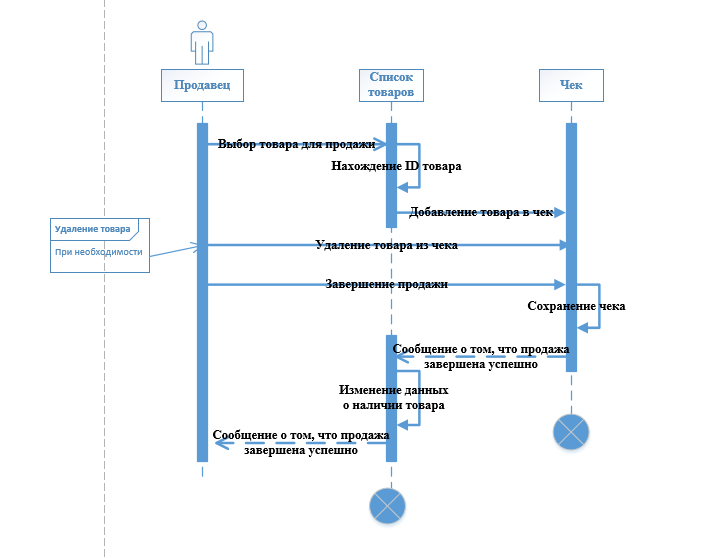 Продавец
Список
товаров
Чек
Выбор товара для продажи
Нахождение ID товара
Добавление товара в чек
Удаление товара
При необходимости
Удаление товара из чека
Завершение продажи
Сохранение чека
Сообщение о том, что продажа
завершена успешно
Изменение данных
о наличии товара
Сообщение о том, что продажа
завершена успешно